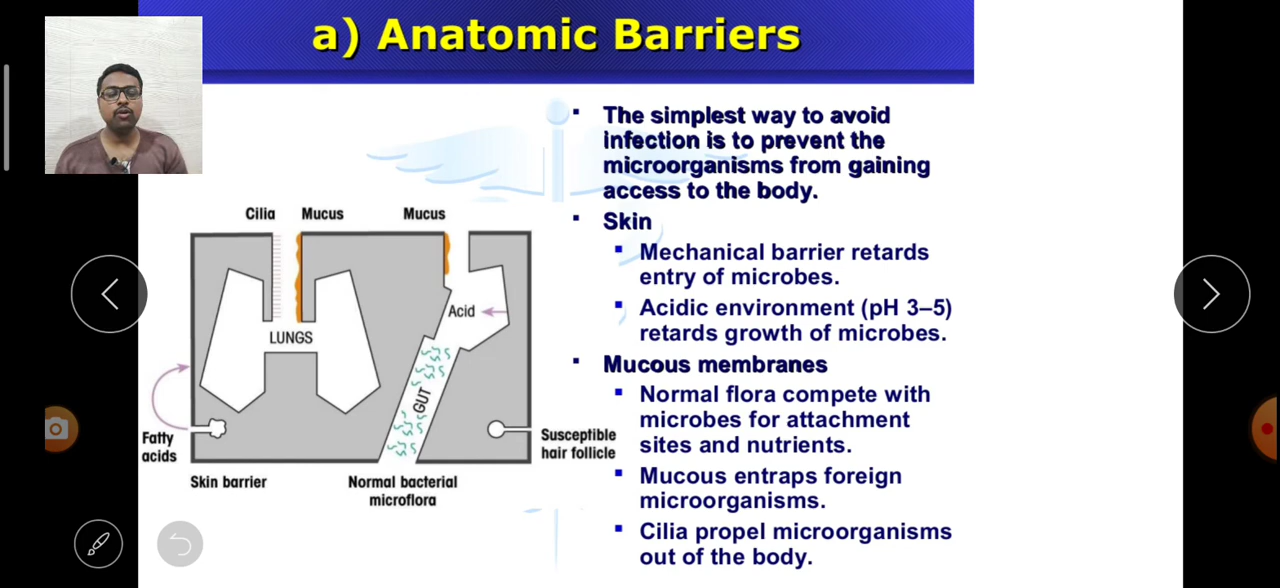 a) Anatomic Barriers
Cilia
Mucus
Mucus
LUNGS
Acid
GUT
Fatty
acids
Susceptible
hair follicle
Skin barrier
Normal bacterial
microflora
▪ The simplest way to avoid
infection is to prevent the
microorganisms from gaining
access to the body.
▪ Skin
▪ Mechanical barrier retards
entry of microbes.
▪ Acidic environment (pH 3–5)
retards growth of microbes.
▪ Mucous membranes
▪ Normal flora compete with
microbes for attachment
sites and nutrients.
▪ Mucous entraps foreign
microorganisms.
▪ Cilia propel microorganisms
out of the body.